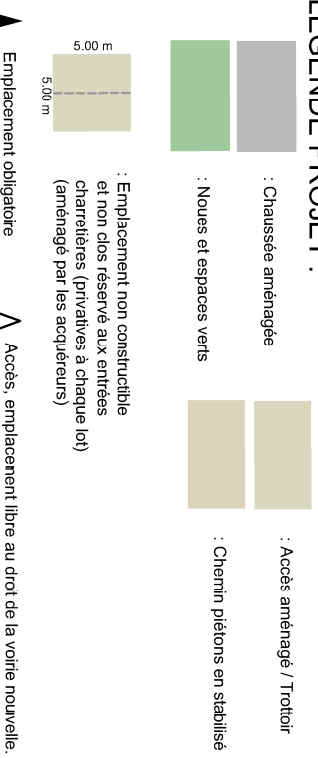 LÉGENDE PROJET :
: Chaussée aménagée
: Noues et espaces verts
5.00 m
5.00 m
: Emplacement non constructible
et non clos réservé aux entrées
charretières (privatives à chaque lot)
(aménagé par les acquéreurs)
Emplacement obligatoire
: Accès aménagé / Trottoir
: Chemin piétons en stabilisé
Accès, emplacement libre au droit de la voirie nouvelle.